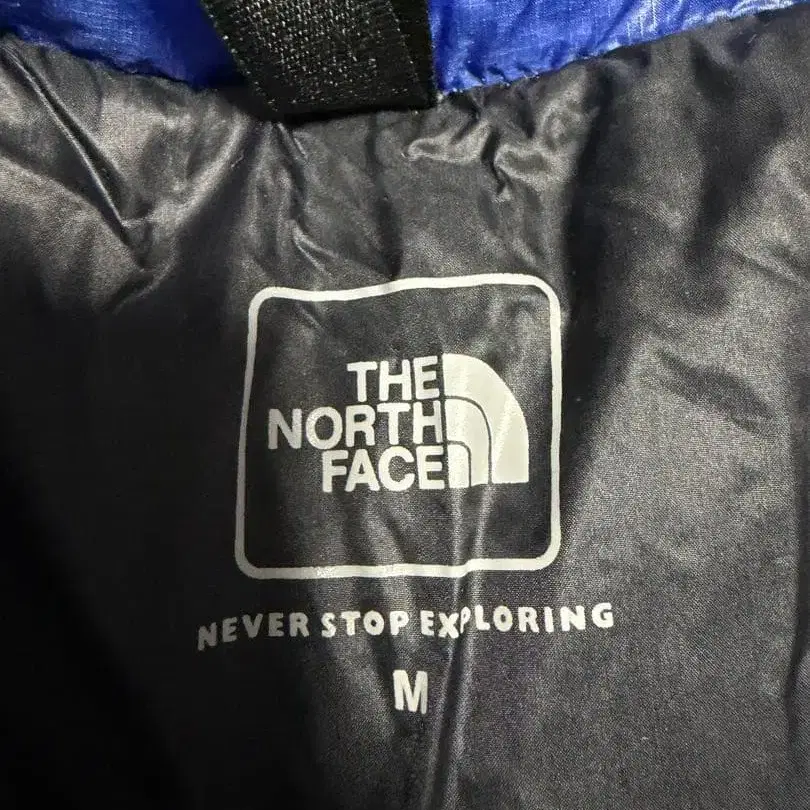 THE
NORTH
FACE
NEVER STOP EXPLORING
M